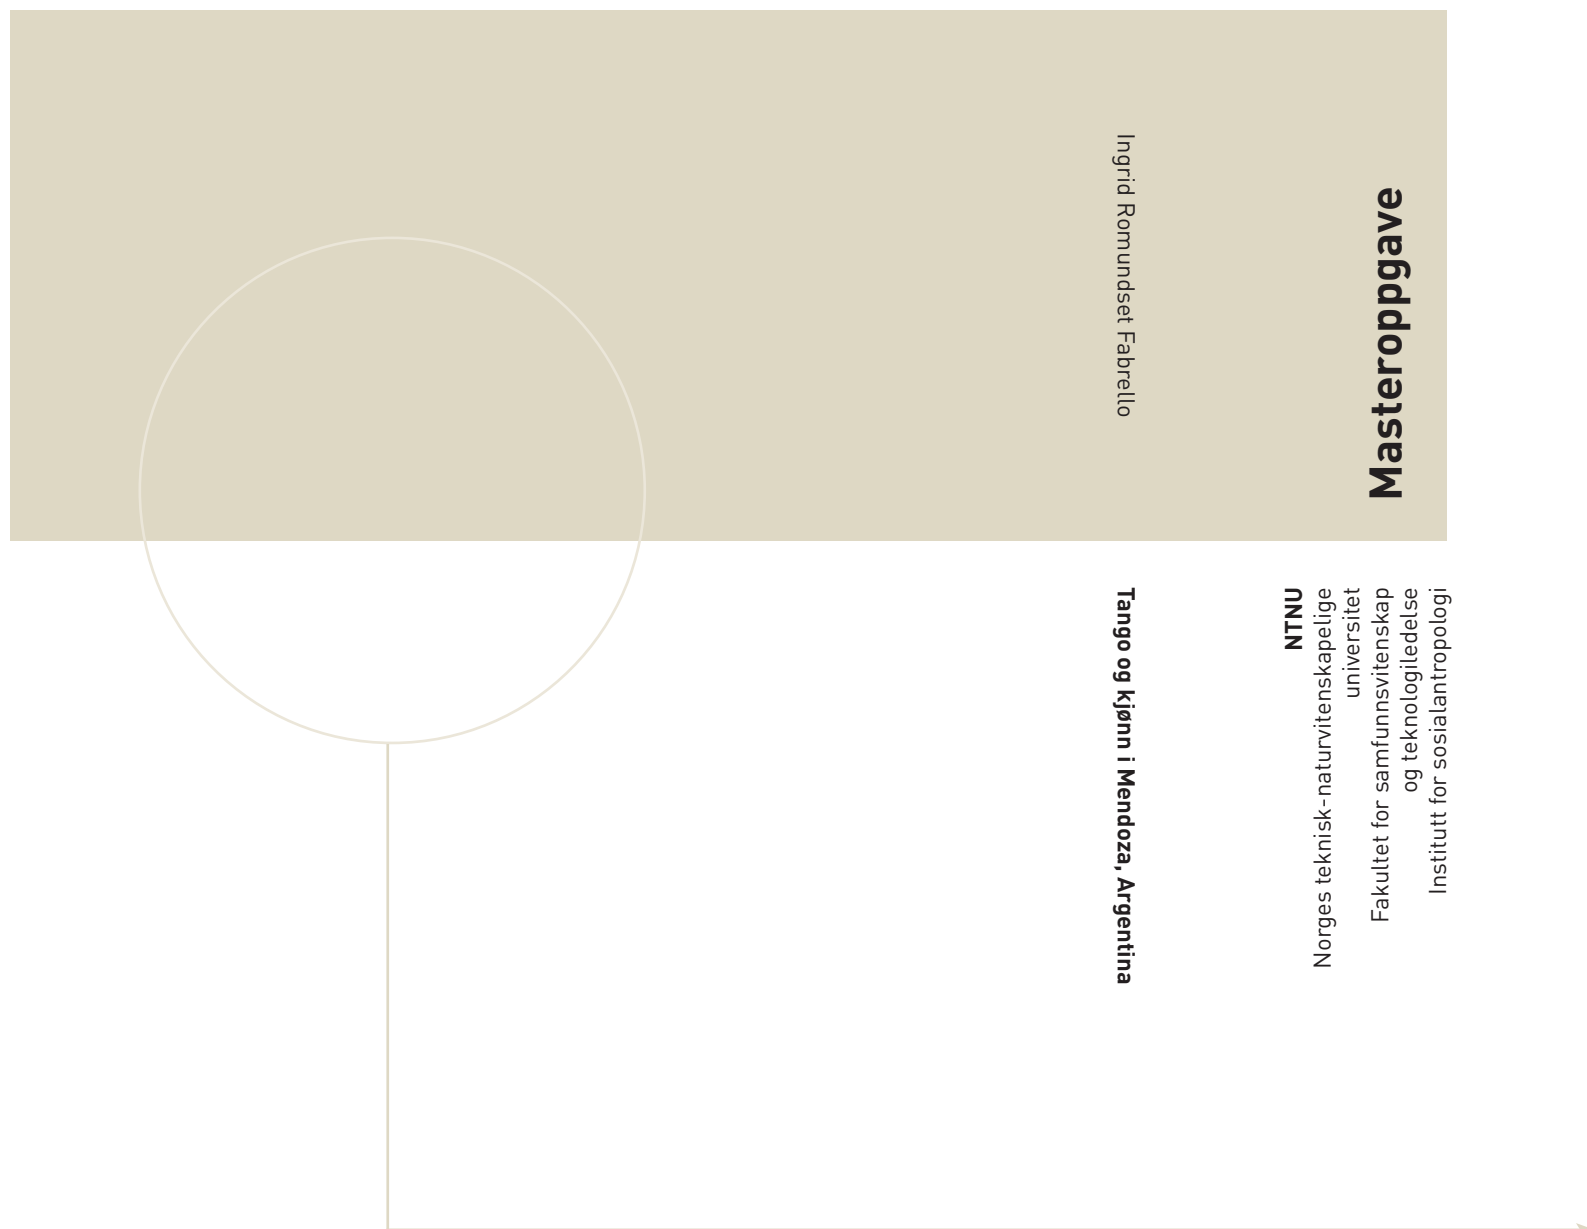 Ingrid Romundset Fabrello
Masteroppgave
Tango og kjønn i Mendoza, Argentina
NTNU
Norges teknisk-naturvitenskapelige
universitet
Fakultet for samfunnsvitenskap
og teknologiledelse
Institutt for sosialantropologi